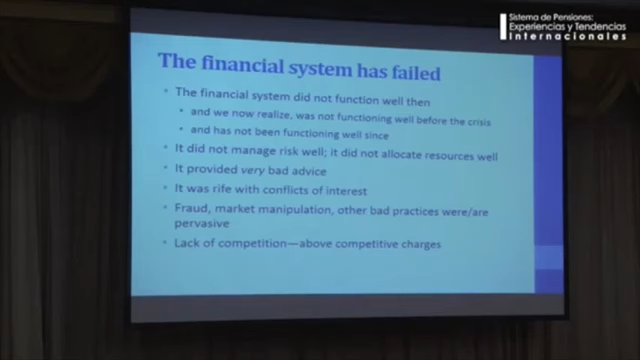 Sistema de Pensiones:
Experiencias y Tendencias
Internacionales
The financial system has failed
• The financial system did not function well then
• and we now realize, was not functioning well before the crisis
• and has not been functioning well since
• It did not manage risk well; it did not allocate resources well
• It provided very bad advice
• It was rife with conflicts of interest
• Fraud, market manipulation, other bad practices were/are
pervasive
• Lack of competition—above competitive charges